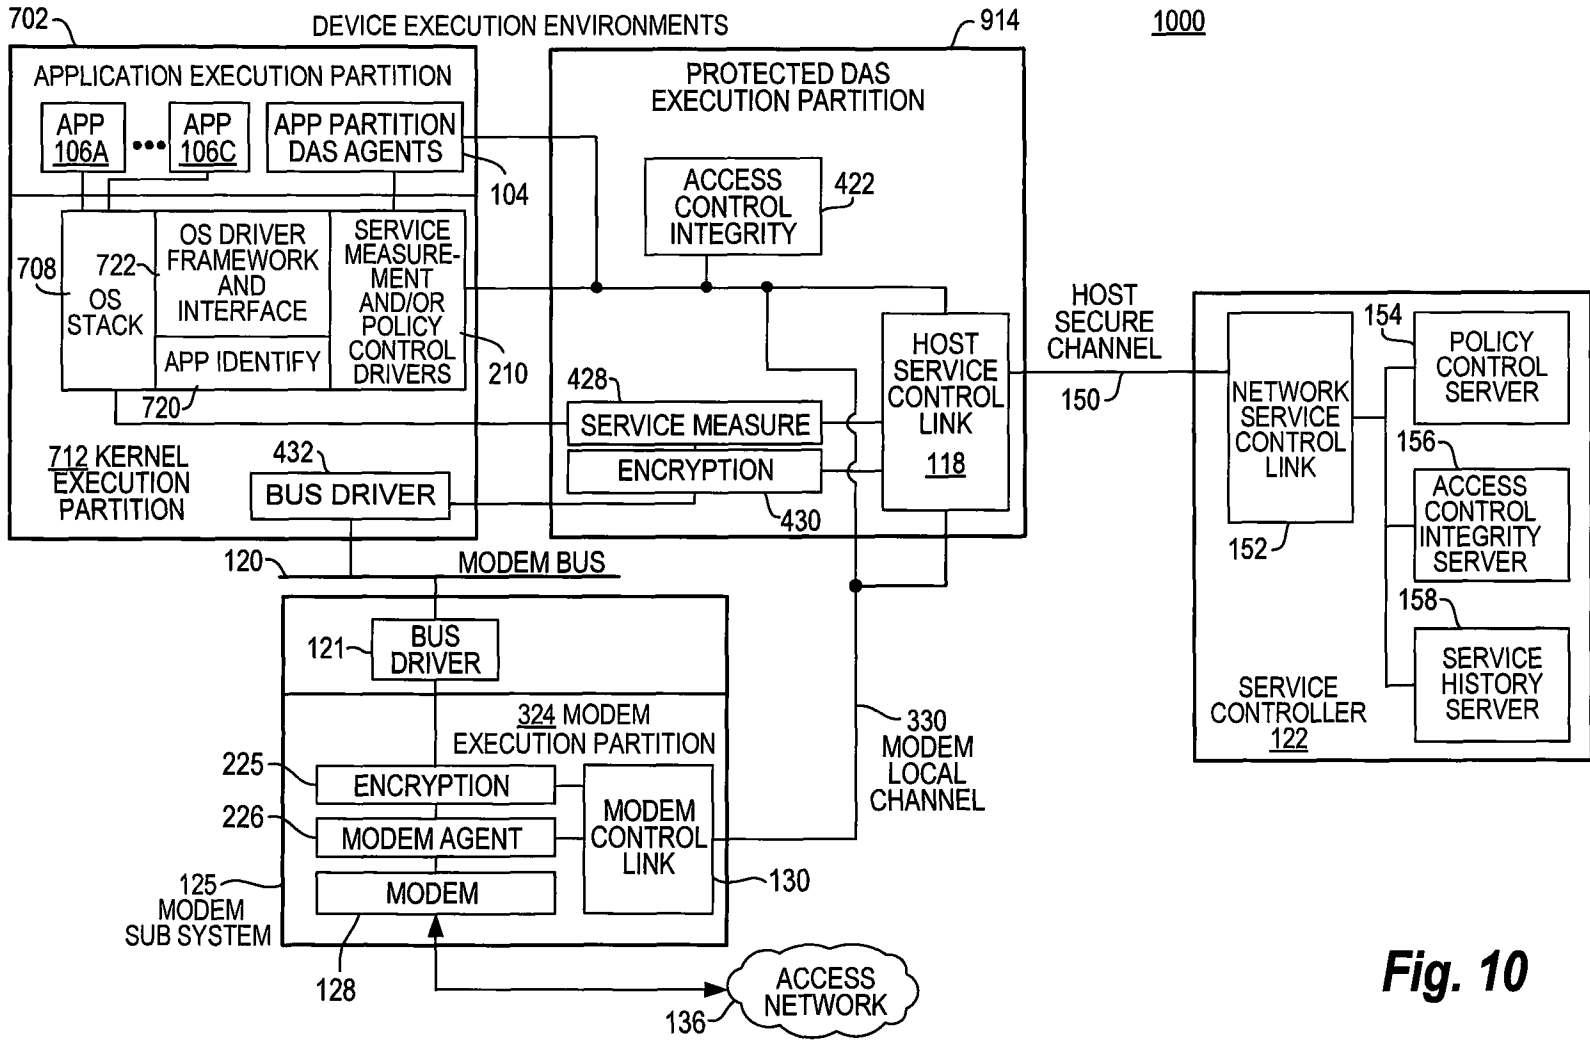 702
DEVICE EXECUTION ENVIRONMENTS
914
1000
APPLICATION EXECUTION PARTITION
APP
106A
•••
APP
106C
APP PARTITION
DAS AGENTS
104
PROTECTED DAS
EXECUTION PARTITION
ACCESS
CONTROL
INTEGRITY
422
708
OS
STACK
722
OS DRIVER
FRAMEWORK
AND
INTERFACE
APP IDENTIFY
720
SERVICE
MEASURE-
MENT
AND/OR
POLICY
CONTROL
DRIVERS
210
712 KERNEL
EXECUTION
PARTITION
432
BUS DRIVER
428
SERVICE MEASURE
ENCRYPTION
430
HOST
SERVICE
CONTROL
LINK
118
HOST
SECURE
CHANNEL
150
NETWORK
SERVICE
CONTROL
LINK
152
154
POLICY
CONTROL
SERVER
156
ACCESS
CONTROL
INTEGRITY
SERVER
158
SERVICE
HISTORY
SERVER
SERVICE
CONTROLLER
122
120
MODEM BUS
121
BUS
DRIVER
324 MODEM
EXECUTION PARTITION
225
ENCRYPTION
226
MODEM AGENT
MODEM
128
MODEM
CONTROL
LINK
130
125
MODEM
SUB SYSTEM
330
MODEM
LOCAL
CHANNEL
ACCESS
NETWORK
136
Fig. 10